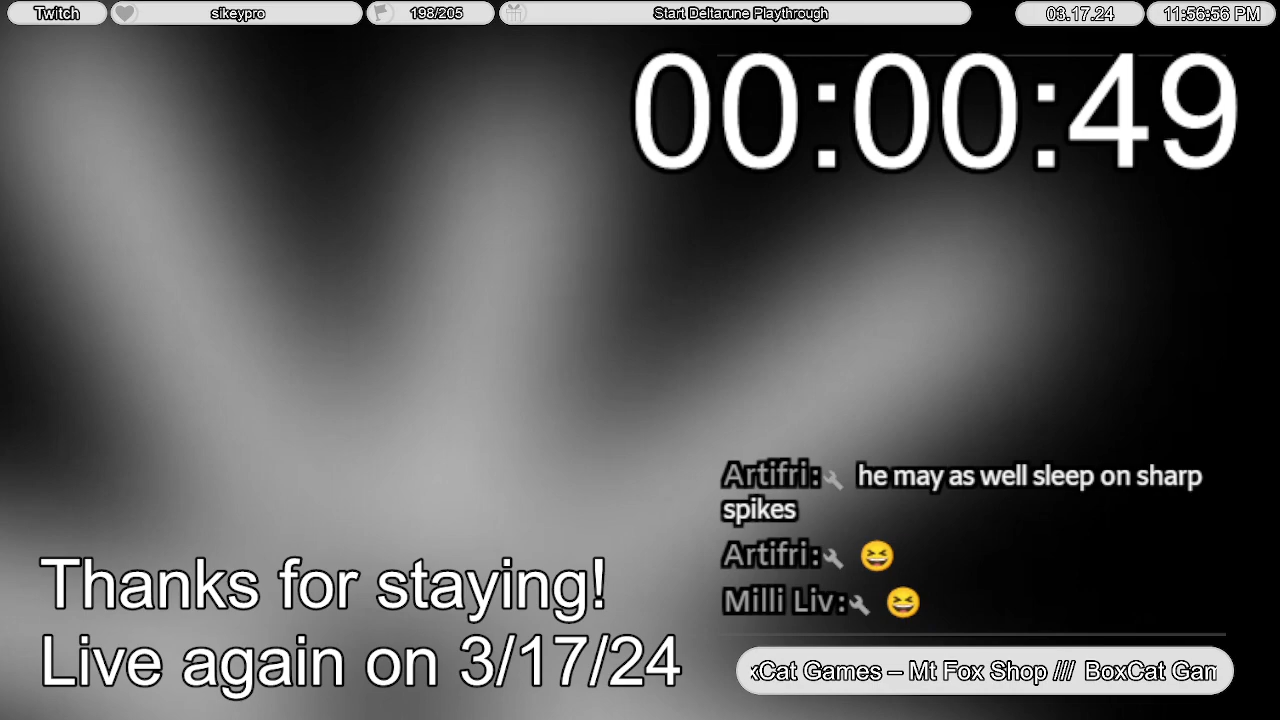 Twitch
sikeypro
198/205
Start Deltarune Playthrough
03.17.24
11:56:56 PM
00:00:49
Artifri: he may as well sleep on sharp
spikes
Artifri: 😆
Milli Liv: 😆
Thanks for staying!
Live again on 3/17/24
xCat Games – Mt Fox Shop /// BoxCat Gam